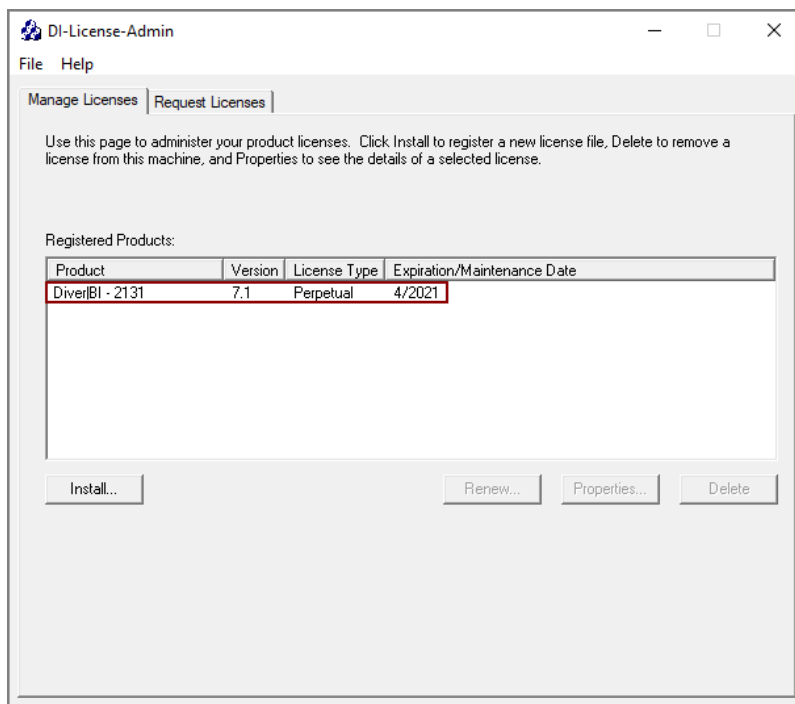 DI-License-Admin
File Help
Manage Licenses Request Licenses
Use this page to administer your product licenses. Click Install to register a new license file, Delete to remove a
license from this machine, and Properties to see the details of a selected license.
Registered Products:
Product Version License Type Expiration/Maintenance Date
Diver|BI - 2131 7.1 Perpetual 4/2021
Install... Renew... Properties... Delete